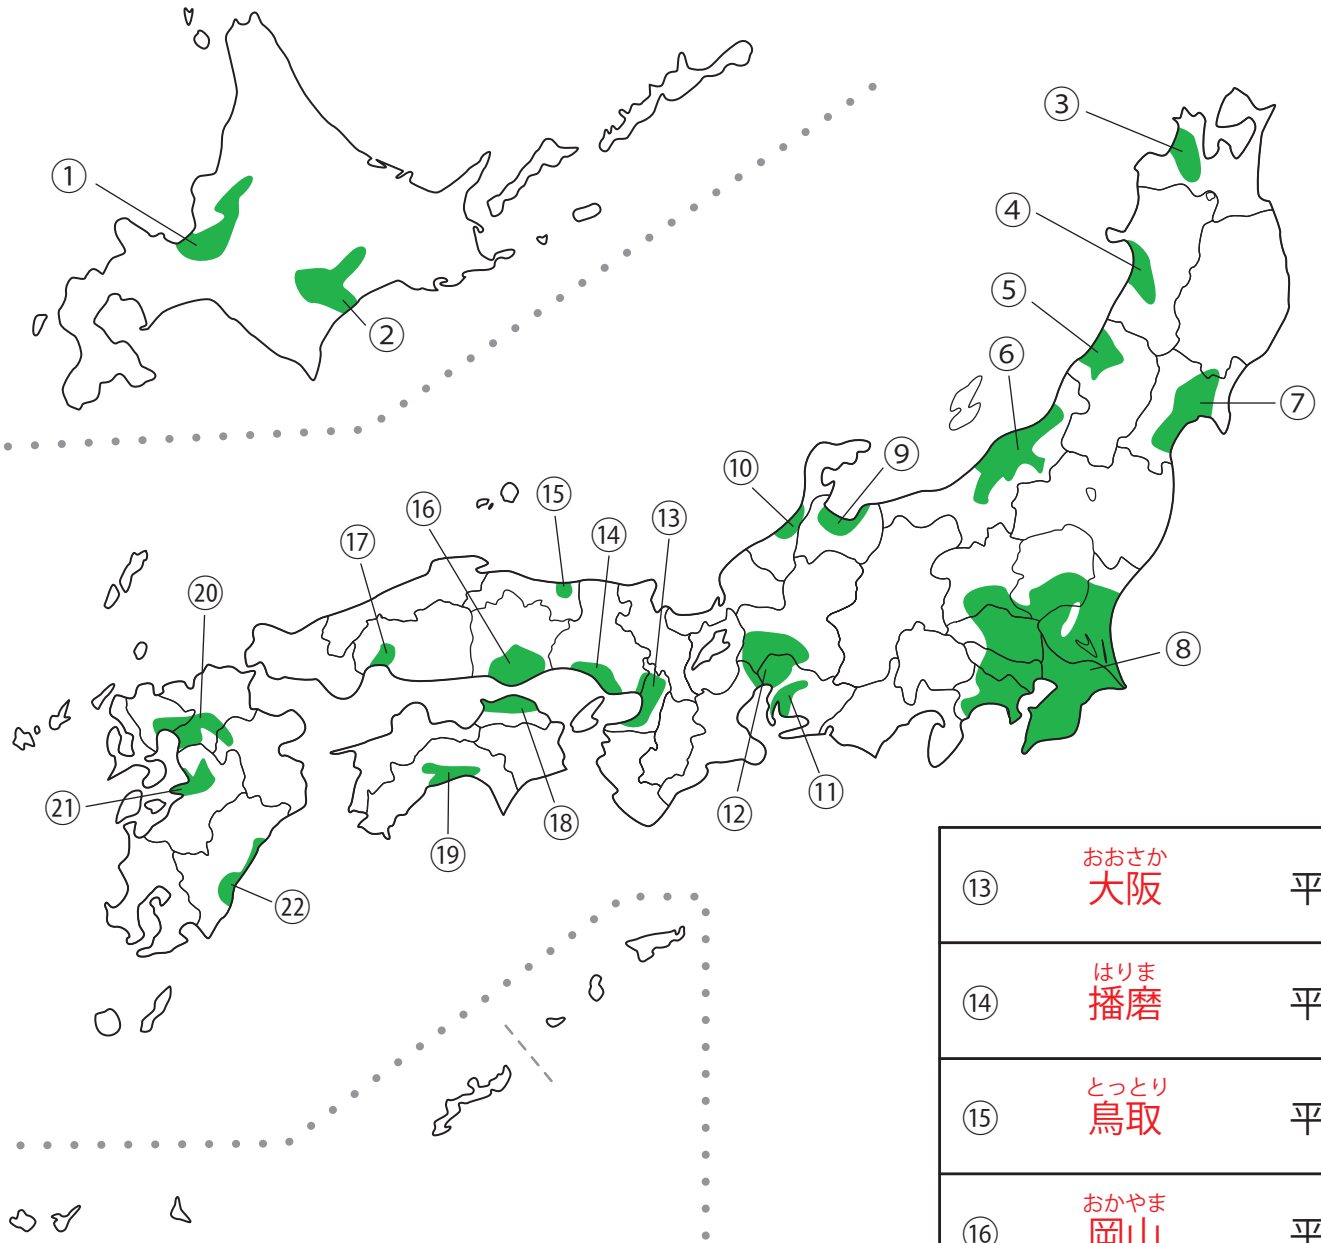 ①
②
③
④
⑤
⑥
⑦
⑧
⑨
⑩
⑪
⑫
⑬
⑭
⑮
⑯
⑰
⑱
⑲
⑳
㉑
㉒
おおさか
⑬ 大阪 平
はりま
⑭ 播磨 平
とっとり
⑮ 鳥取 平
おかやま
⑯ 岡山 平